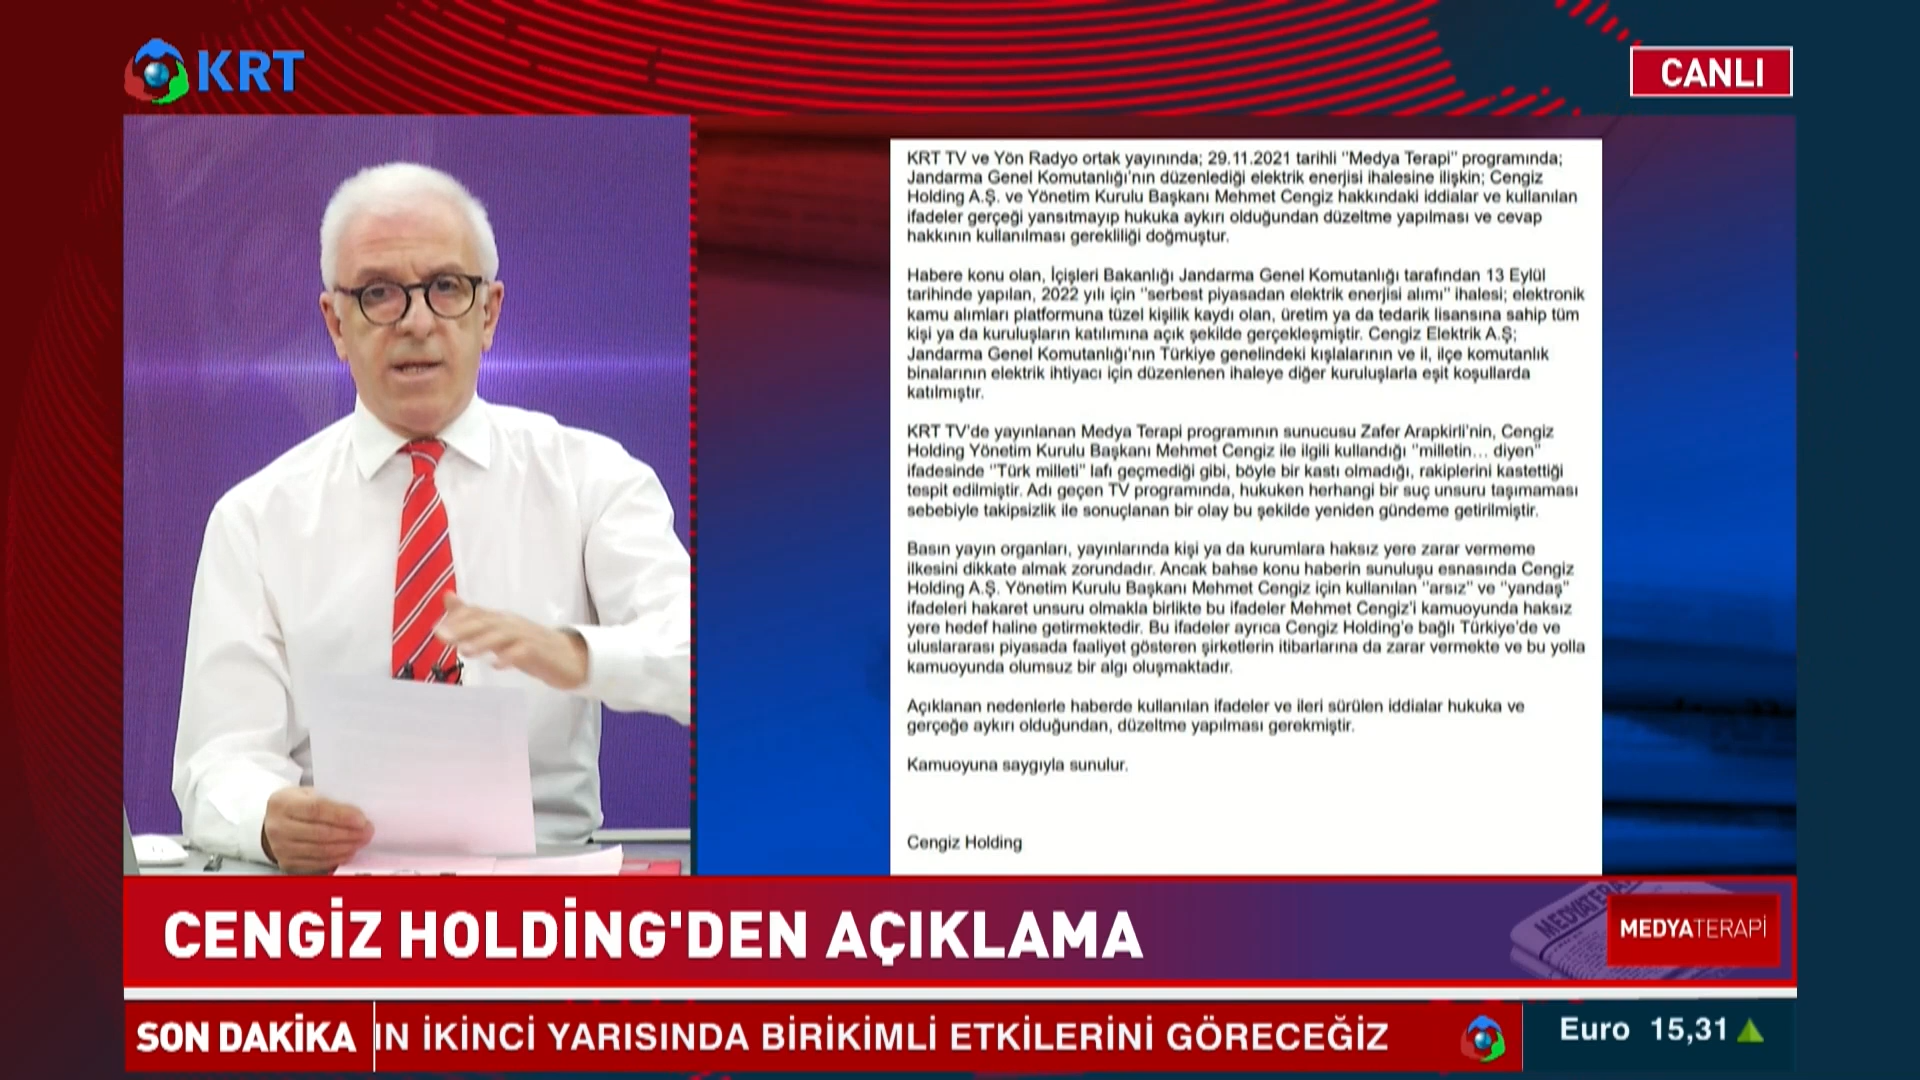 KRT
CANLI
KRT TV ve Yön Radyo ortak yayınında; 29.11.2021 tarihli "Medya Terapi" programında;
Jandarma Genel Komutanlığı'nın düzenlediği elektrik enerjisi ihalesine ilişkin; Cengiz
Holding A.Ş. ve Yönetim Kurulu Başkanı Mehmet Cengiz hakkındaki iddialar ve kullanılan
ifadeler gerçeği yansıtmayıp hukuka aykırı olduğundan düzeltme yapılması ve cevap
hakkının kullanılması gerekliliği doğmuştur.
Habere konu olan, İçişleri Bakanlığı Jandarma Genel Komutanlığı tarafından 13 Eylül
tarihinde yapılan, 2022 yılı için "serbest piyasadan elektrik enerjisi alımı" ihalesi; elektronik
kamu alımları platformuna tüzel kişilik kaydı olan, üretim ya da tedarik lisansına sahip tüm
kişi ya da kuruluşların katılımına açık şekilde gerçekleşmiştir. Cengiz Elektrik A.Ş;
Jandarma Genel Komutanlığı'nın Türkiye genelindeki kışlalarının ve il, ilçe komutanlık
binalarının elektrik ihtiyacı için düzenlenen ihaleye diğer kuruluşlarla eşit koşullarda
katılmıştır.
KRT TV'de yayınlanan Medya Terapi programının sunucusu Zafer Arapkirli'nin, Cengiz
Holding Yönetim Kurulu Başkanı Mehmet Cengiz ile ilgili kullandığı "milletin... diyen"
ifadesinde "Türk milleti" lafı geçmediği gibi, böyle bir kastı olmadığı, rakiplerini kastettiği
tespit edilmiştir. Adı geçen TV programında, hukuken herhangi bir suç unsuru taşımaması
sebebiyle takipsizlik ile sonuçlanan bir olay bu şekilde yeniden gündeme getirilmiştir.
Basın yayın organları, yayınlarında kişi ya da kurumlara haksız yere zarar vermeme
ilkesini dikkate almak zorundadır. Ancak bahse konu haberin sunuluşu esnasında Cengiz
Holding A.Ş. Yönetim Kurulu Başkanı Mehmet Cengiz için kullanılan "arsız" ve "yandaş"
ifadeleri hakaret unsuru olmakla birlikte bu ifadeler Mehmet Cengiz'i kamuoyunda haksız
yere hedef haline getirmektedir. Bu ifadeler ayrıca Cengiz Holding'e bağlı Türkiye'de ve
uluslararası piyasada faaliyet gösteren şirketlerin itibarlarına da zarar vermekte ve bu yolla
kamuoyunda olumsuz bir algı oluşmaktadır.
Açıklanan nedenlerle haberde kullanılan ifadeler ve ileri sürülen iddialar hukuka ve
gerçeğe aykırı olduğundan, düzeltme yapılması gerekmiştir.
Kamuoyuna saygıyla sunulur.
Cengiz Holding
CENGİZ HOLDİNG'DEN AÇIKLAMA
MEDYATERAPİ
SON DAKİKA
IN İKİNCİ YARISINDA BİRİKİMLİ ETKİLERİNİ GÖRECEĞİZ
Euro 15,31